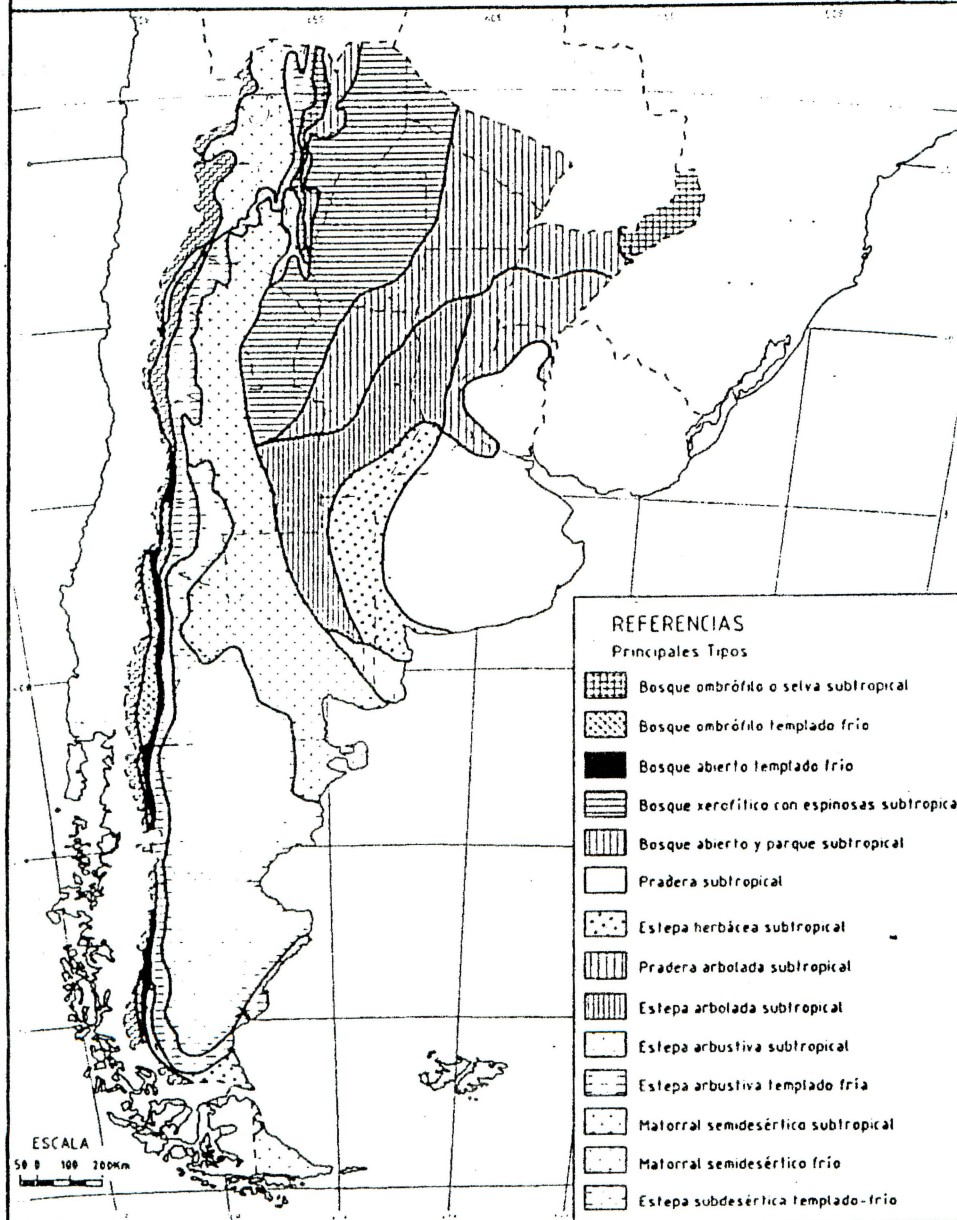 REFERENCIAS
Principales Tipos
Bosque ombrófilo o selva subtropical
Bosque ombrófilo templado frío
Bosque abierto templado frío
Bosque xerofítico con espinosas subtropica
Bosque abierto y parque subtropical
Pradera subtropical
Estepa herbácea subtropical
Pradera arbolada subtropical
Estepa arbolada subtropical
Estepa arbustiva subtropical
Estepa arbustiva templado fría
Matorral semidesértico subtropical
Matorral semidesértico frío
Estepa subdesértica templado-frío
ESCALA
50 0 100 200Km